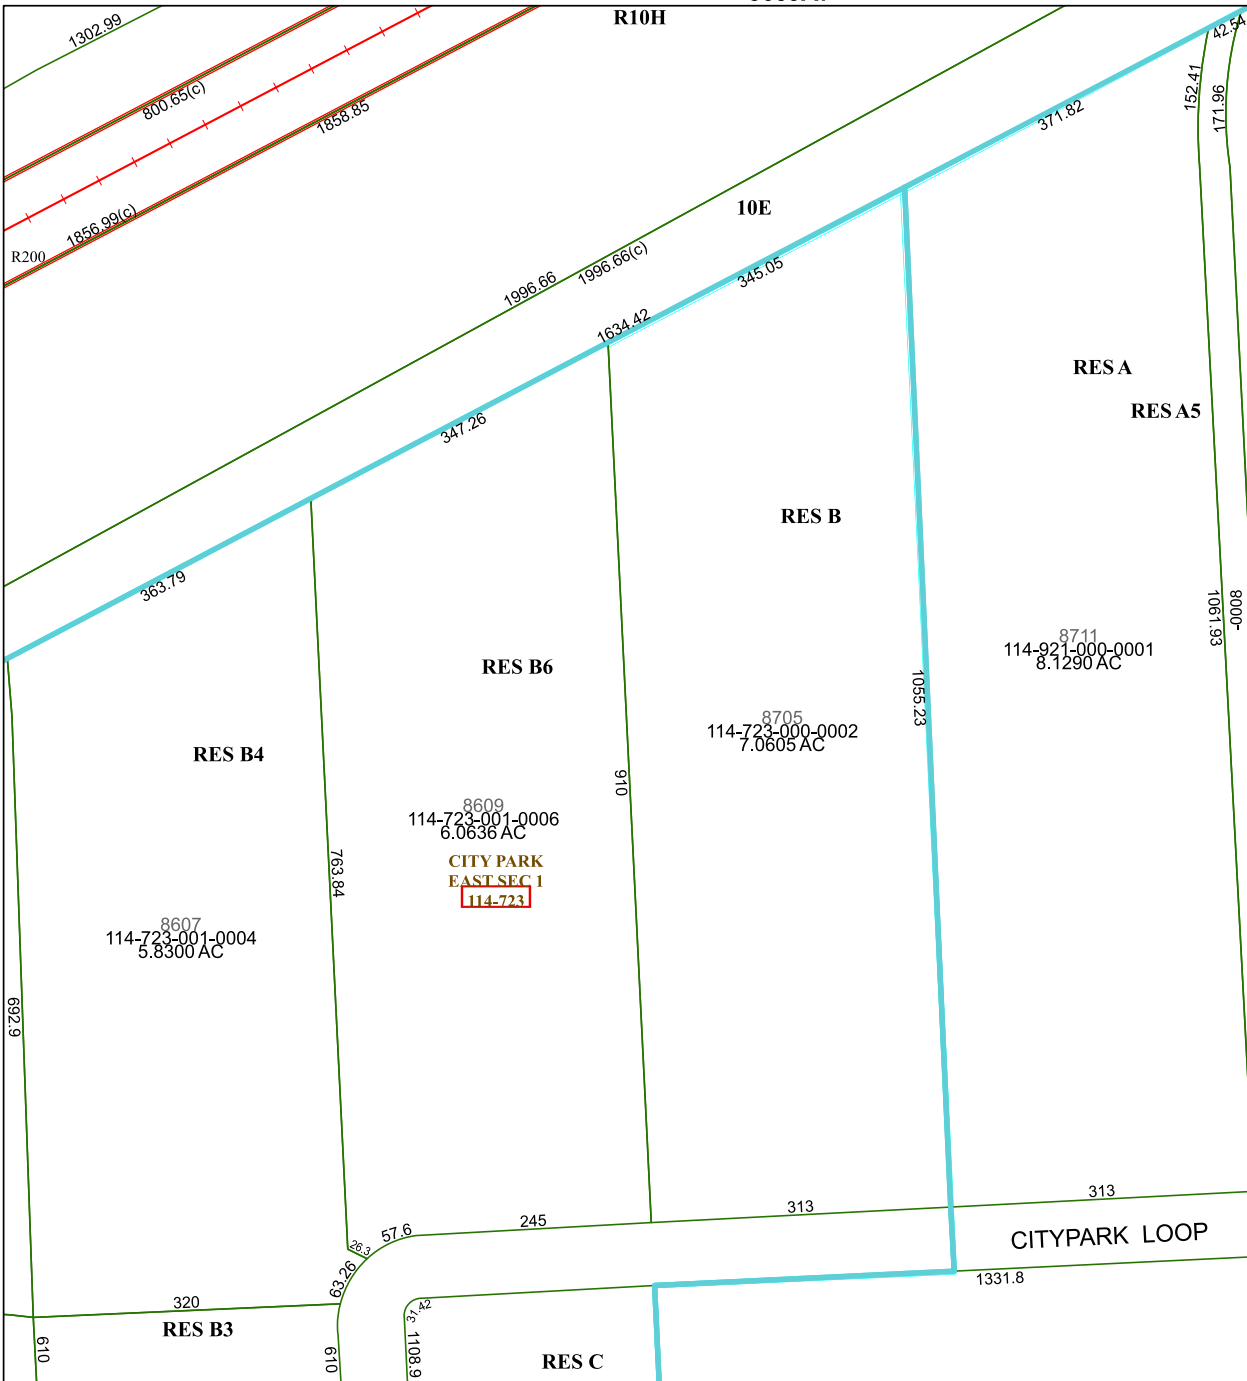 R10H
1302.99
42.54
800.65(c)
1858.85
152.41
171.96
371.82
1856.99(c)
10E
R200
1996.66
1996.66(c)
345.05
1634.42
RES A
RES A5
347.26
RES B
363.79
8000-
1061.93
8711
114-921-000-0001
8.1290 AC
RES B6
1055.23
8705
114-723-000-0002
7.0605 AC
RES B4
910
8609
114-723-001-0006
6.0636 AC
CITY PARK
EAST SEC 1
114-723
763.84
8607
114-723-001-0004
5.8300 AC
692.9
313
313
245
57.6
26.3
CITYPARK LOOP
63.26
1331.8
320
31.42
RES B3
610
610
1108.9
RES C